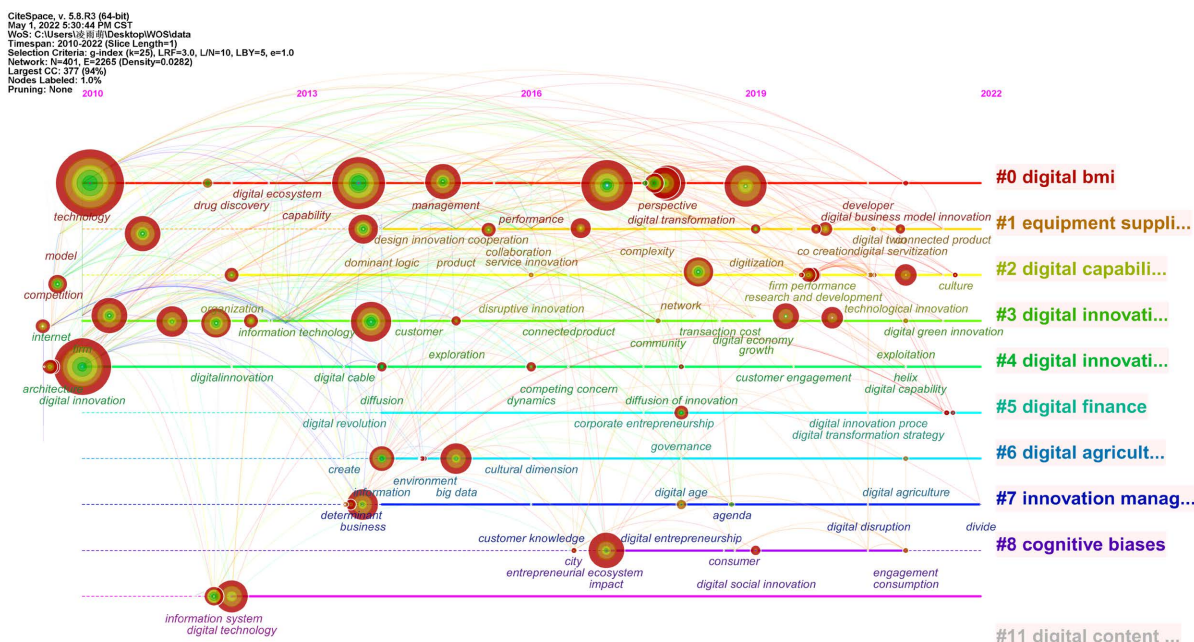 CiteSpace, v. 5.8.R3 (64-bit)
May 1, 2022 5:30:44 PM CST
WoS: C:\Users\凌雨萌\Desktop\WOS\data
Timespan: 2010-2022 (Slice Length=1)
Selection Criteria: g-index (k=25), LRF=3.0, L/N=10, LBY=5, e=1.0
Network: N=401, E=2265 (Density=0.0282)
Largest CC: 377 (94%)
Nodes Labeled: 1.0%
Pruning: None
2010 2013 2016 2019 2022
#0 digital bmi
digital ecosystem
drug discovery
management
perspective
developer
technology
capability
performance
digital transformation
digital business model innovation
#1 equipment suppli...
design innovation cooperation
collaboration
digital twin
connected product
model
dominant logic
product
service innovation
complexity
digitization
co creation
digital servitization
#2 digital capabili...
competition
firm performance
culture
research and development
organization
disruptive innovation
network
technological innovation
#3 digital innovati...
internet
information technology
customer
connectedproduct
transaction cost
digital green innovation
community
digital economy
firm
growth
exploration
exploitation
#4 digital innovati...
architecture
digitalinnovation
digital cable
customer engagement
helix
digital innovation
competing concern
digital capability
diffusion
dynamics
diffusion of innovation
#5 digital finance
digital revolution
corporate entrepreneurship
digital innovation proce
digital transformation strategy
governance
#6 digital agricult...
create
cultural dimension
environment
information
big data
digital age
digital agriculture
#7 innovation manag...
determinant
agenda
business
digital disruption
divide
customer knowledge
digital entrepreneurship
#8 cognitive biases
city
consumer
entrepreneurial ecosystem
engagement
impact
digital social innovation
consumption
information system
digital technology
#11 digital content ...